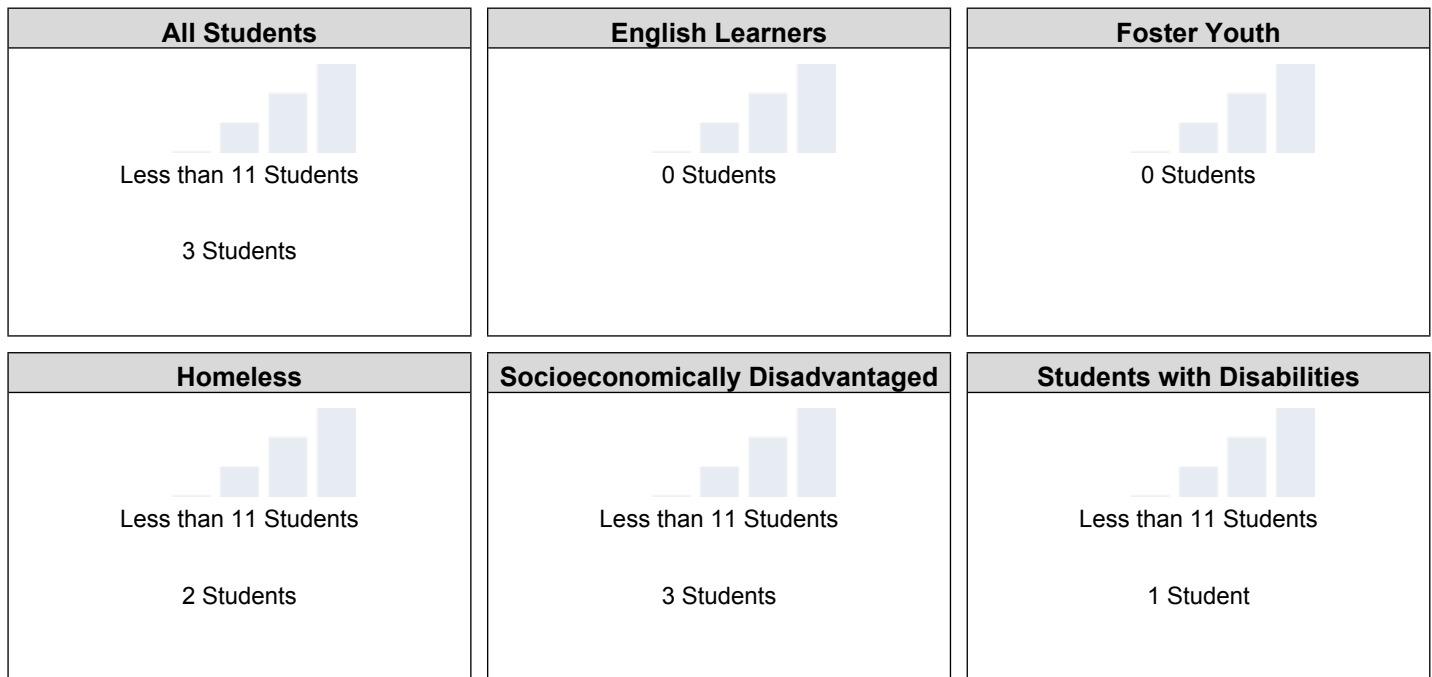 All Students
Less than 11 Students
3 Students
English Learners
0 Students
Foster Youth
0 Students
Homeless
Less than 11 Students
2 Students
Socioeconomically Disadvantaged
Less than 11 Students
3 Students
Students with Disabilities
Less than 11 Students
1 Student